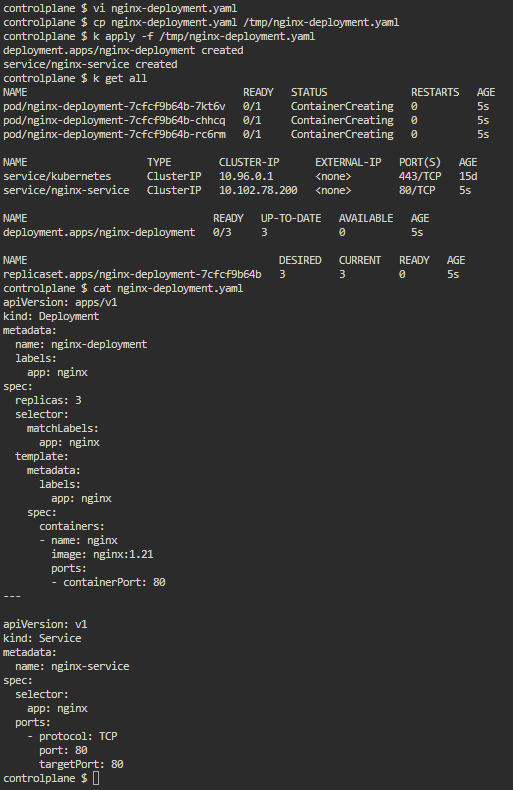 controlplane $ vi nginx-deployment.yaml
controlplane $ cp nginx-deployment.yaml /tmp/nginx-deployment.yaml
controlplane $ k apply -f /tmp/nginx-deployment.yaml
deployment.apps/nginx-deployment created
service/nginx-service created
controlplane $ k get all
NAME                                    READY   STATUS              RESTARTS   AGE
pod/nginx-deployment-7cfcf9b64b-7kt6v   0/1     ContainerCreating   0          5s
pod/nginx-deployment-7cfcf9b64b-chhcq   0/1     ContainerCreating   0          5s
pod/nginx-deployment-7cfcf9b64b-rc6rm   0/1     ContainerCreating   0          5s

NAME                    TYPE        CLUSTER-IP      EXTERNAL-IP   PORT(S)   AGE
service/kubernetes      ClusterIP   10.96.0.1       <none>        443/TCP   15d
service/nginx-service   ClusterIP   10.102.78.200   <none>        80/TCP    5s

NAME                               READY   UP-TO-DATE   AVAILABLE   AGE
deployment.apps/nginx-deployment   0/3     3            0           5s

NAME                                          DESIRED   CURRENT   READY   AGE
replicaset.apps/nginx-deployment-7cfcf9b64b   3         3         0       5s
controlplane $ cat nginx-deployment.yaml
apiVersion: apps/v1
kind: Deployment
metadata:
  name: nginx-deployment
  labels:
    app: nginx
spec:
  replicas: 3
  selector:
    matchLabels:
      app: nginx
  template:
    metadata:
      labels:
        app: nginx
    spec:
      containers:
      - name: nginx
        image: nginx:1.21
        ports:
        - containerPort: 80
---

apiVersion: v1
kind: Service
metadata:
  name: nginx-service
spec:
  selector:
    app: nginx
  ports:
    - protocol: TCP
      port: 80
      targetPort: 80
controlplane $